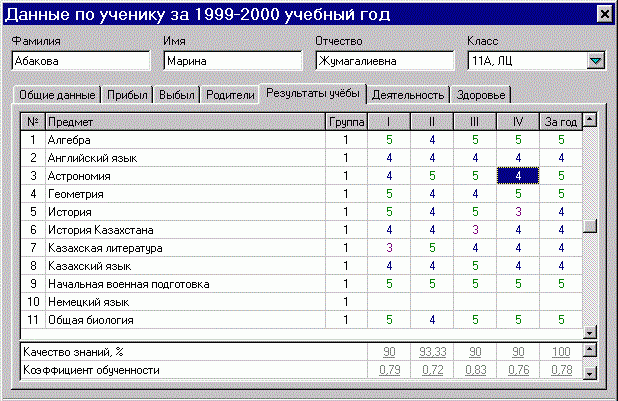 Данные по ученику за 1999-2000 учебный год
Фамилия Имя Отчество Класс
Абакова Марина Жумагалиевна 11А, ЛЦ
Общие данные Прибыл Выбыл Родители Результаты учёбы Деятельность Здоровье
№ Предмет Группа I II III IV За год
1 Алгебра 1 5 4 5 5 5
2 Английский язык 1 4 4 4 4 4
3 Астрономия 1 4 5 5 4 5
4 Геометрия 1 5 4 4 5 5
5 История 1 5 4 5 3 4
6 История Казахстана 1 4 4 3 4 4
7 Казахская литература 1 3 5 4 4 4
8 Казахский язык 1 4 4 5 4 4
9 Начальная военная подготовка 1 5 5 5 5 5
10 Немецкий язык 1
11 Общая биология 1 5 4 5 5 5
Качество знаний, % 90 93,33 90 90 100
Коэффициент обученности 0,79 0,72 0,83 0,76 0,78